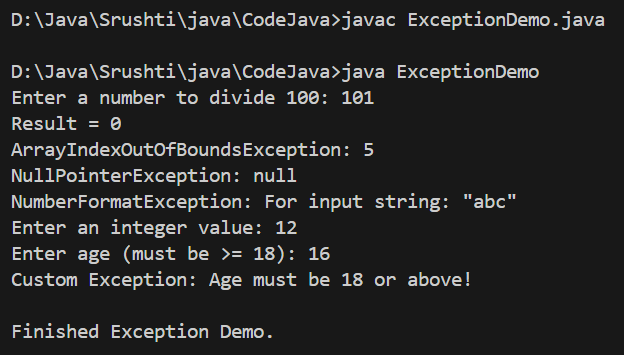 D:\Java\Srushti\java\CodeJava>javac ExceptionDemo.java
D:\Java\Srushti\java\CodeJava>java ExceptionDemo
Enter a number to divide 100: 101
Result = 0
ArrayIndexOutOfBoundsException: 5
NullPointerException: null
NumberFormatException: For input string: "abc"
Enter an integer value: 12
Enter age (must be >= 18): 16
Custom Exception: Age must be 18 or above!
Finished Exception Demo.